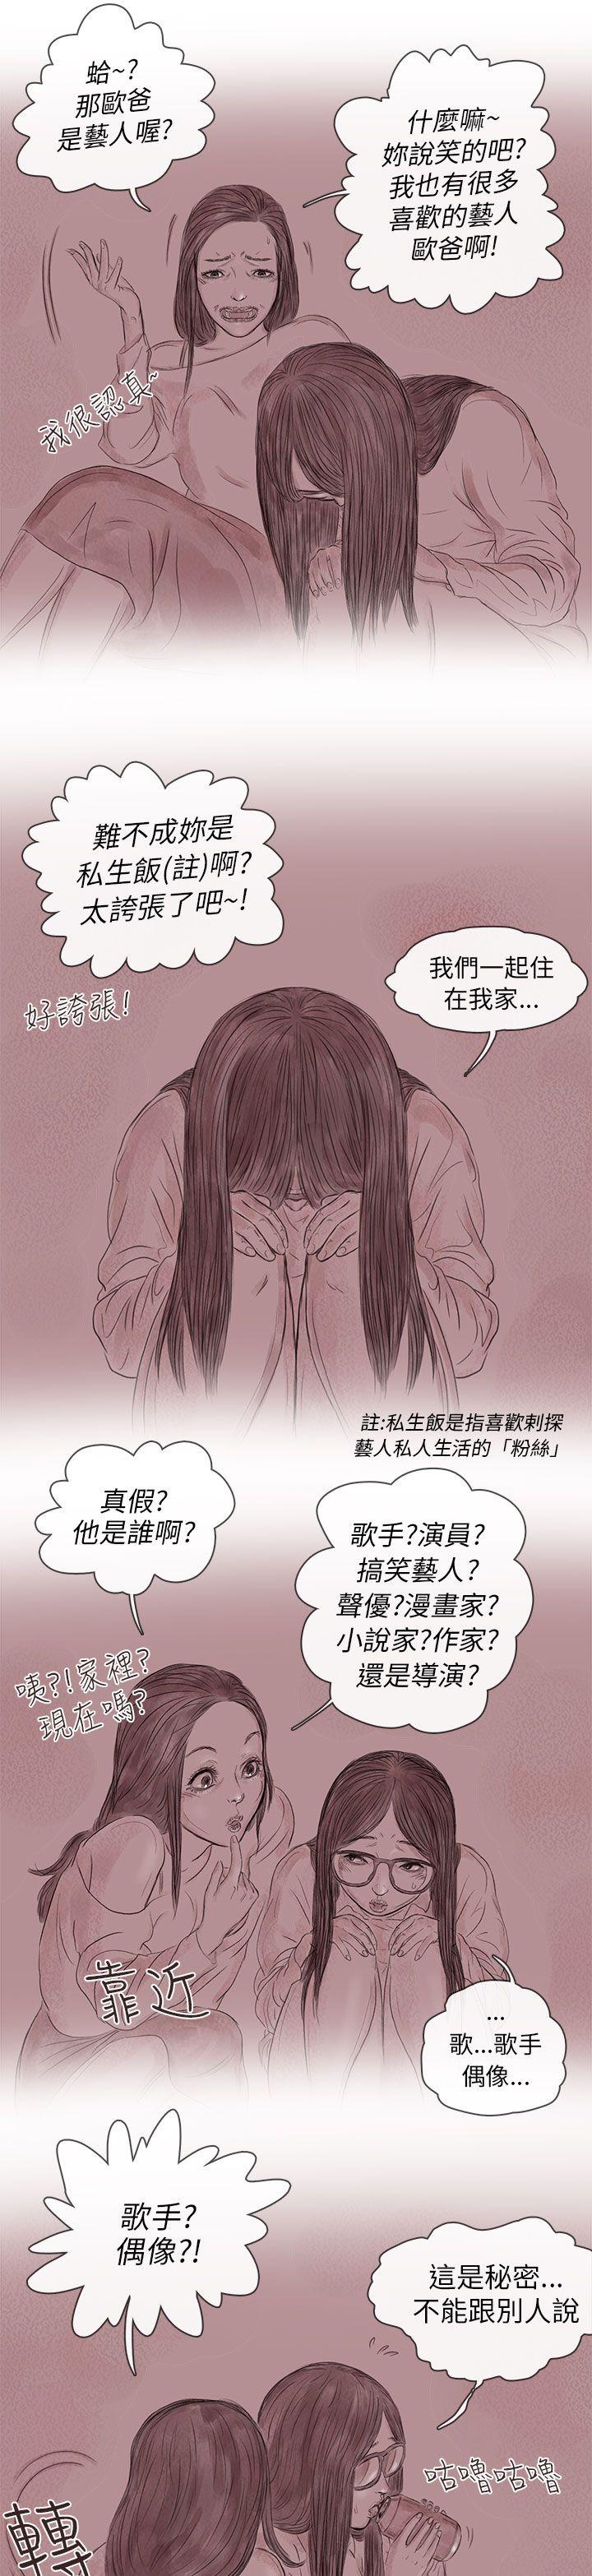 蛤~?
那歐爸
是藝人喔?
什麼嘛~
妳說笑的吧?
我也有很多
喜歡的藝人
歐爸啊!
我很認真~
難不成妳是
私生飯(註)啊?
太誇張了吧~!
好誇張!
我們一起住
在我家...
註:私生飯是指喜歡刺探
藝人私人生活的「粉絲」
真假?
他是誰啊?
歌手?演員?
搞笑藝人?
聲優?漫畫家?
小說家?作家?
還是導演?
咦?!家裡?
現在嗎?
靠近
...
歌...歌手
偶像...
歌手?
偶像?!
這是秘密...
不能跟別人說
咕嚕咕嚕
轉